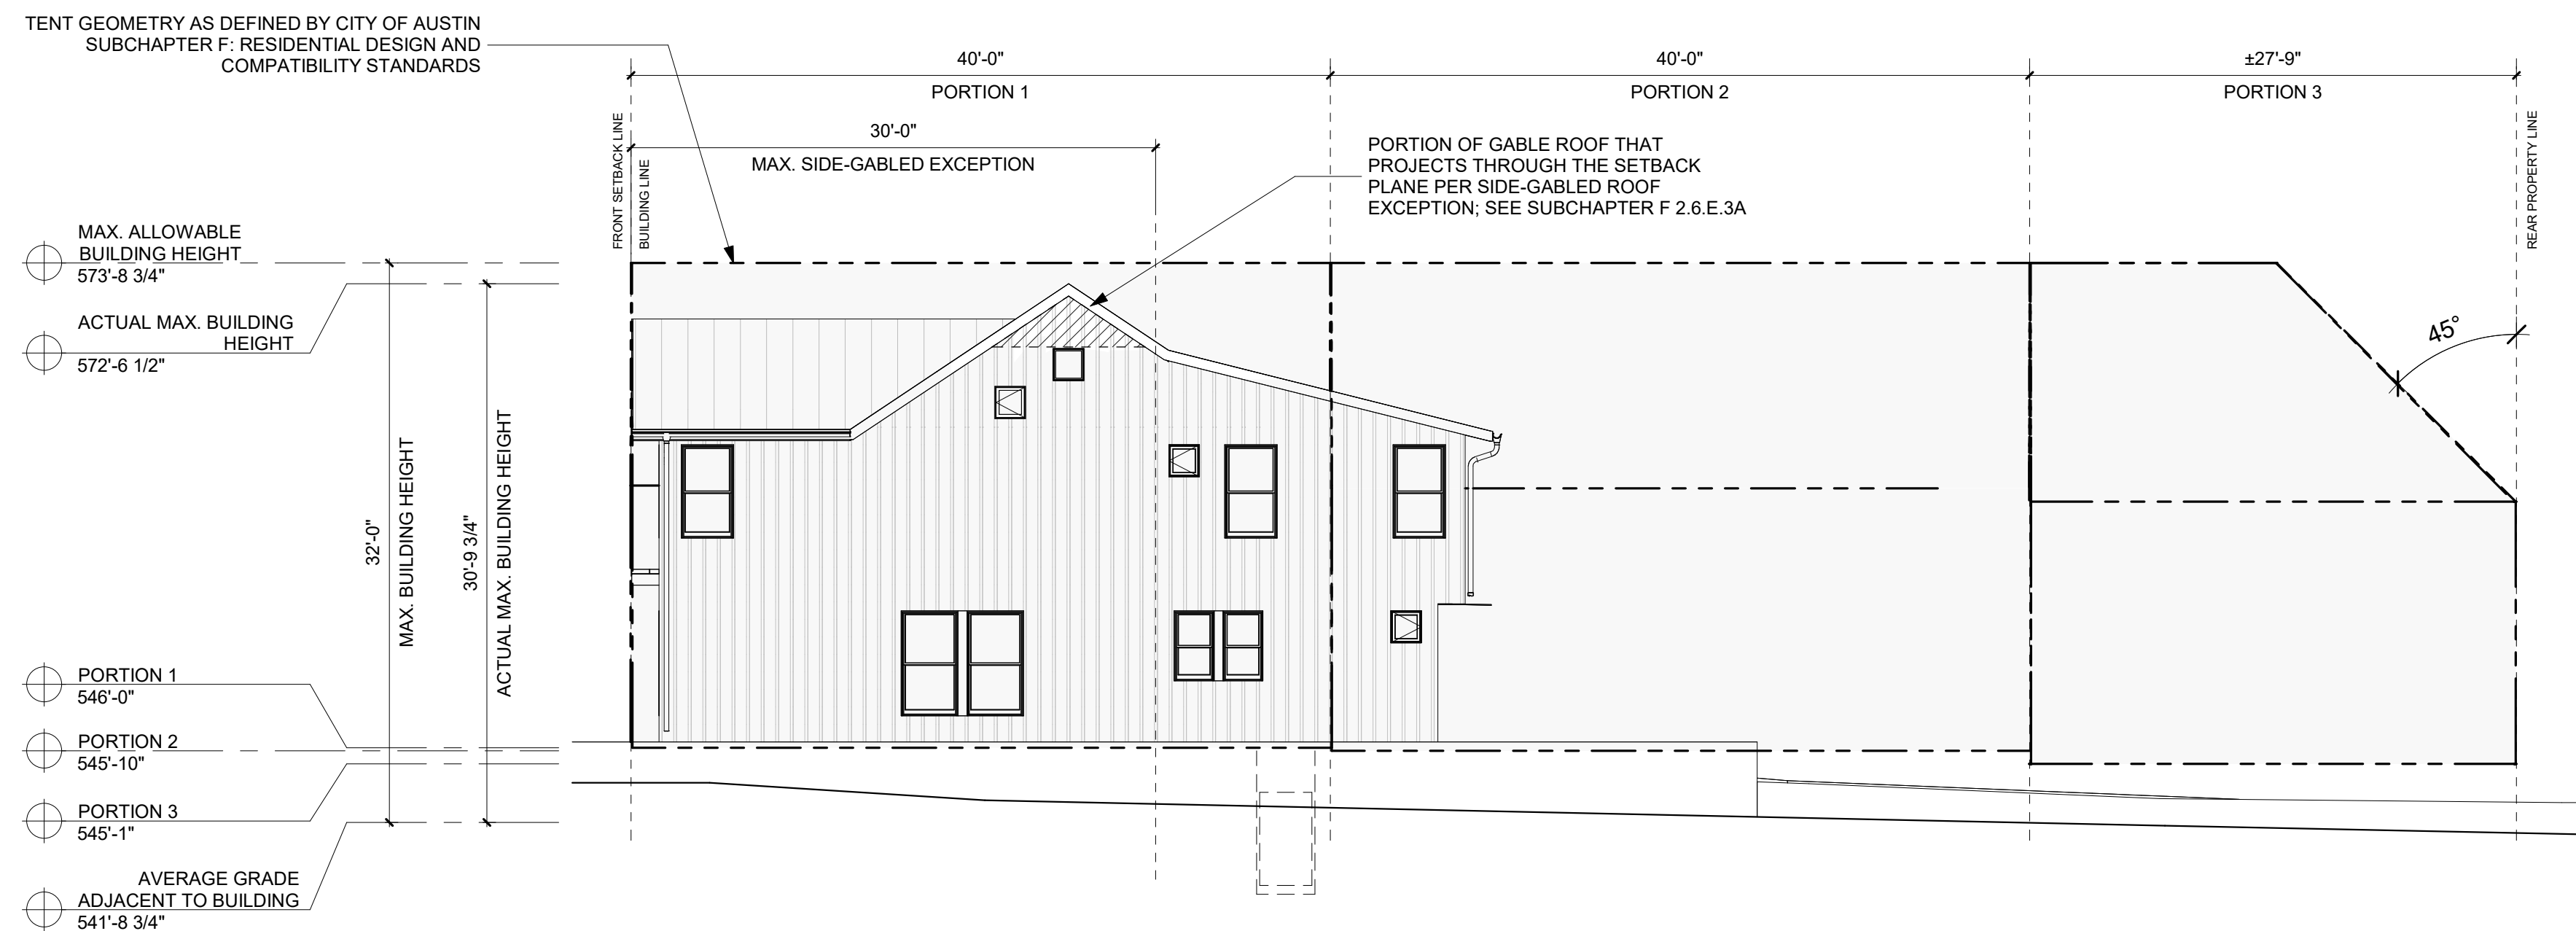 TENT GEOMETRY AS DEFINED BY CITY OF AUSTIN
SUBCHAPTER F: RESIDENTIAL DESIGN AND
COMPATIBILITY STANDARDS
40'-0"
PORTION 1
40'-0"
PORTION 2
±27'-9"
PORTION 3
30'-0"
MAX. SIDE-GABLED EXCEPTION
FRONT SETBACK LINE
BUILDING LINE
PORTION OF GABLE ROOF THAT
PROJECTS THROUGH THE SETBACK
PLANE PER SIDE-GABLED ROOF
EXCEPTION; SEE SUBCHAPTER F 2.6.E.3A
REAR PROPERTY LINE
MAX. ALLOWABLE
BUILDING HEIGHT
573'-8 3/4"
ACTUAL MAX. BUILDING
HEIGHT
572'-6 1/2"
45°
32'-0"
MAX. BUILDING HEIGHT
30'-9 3/4"
ACTUAL MAX. BUILDING HEIGHT
PORTION 1
546'-0"
PORTION 2
545'-10"
PORTION 3
545'-1"
AVERAGE GRADE
ADJACENT TO BUILDING
541'-8 3/4"